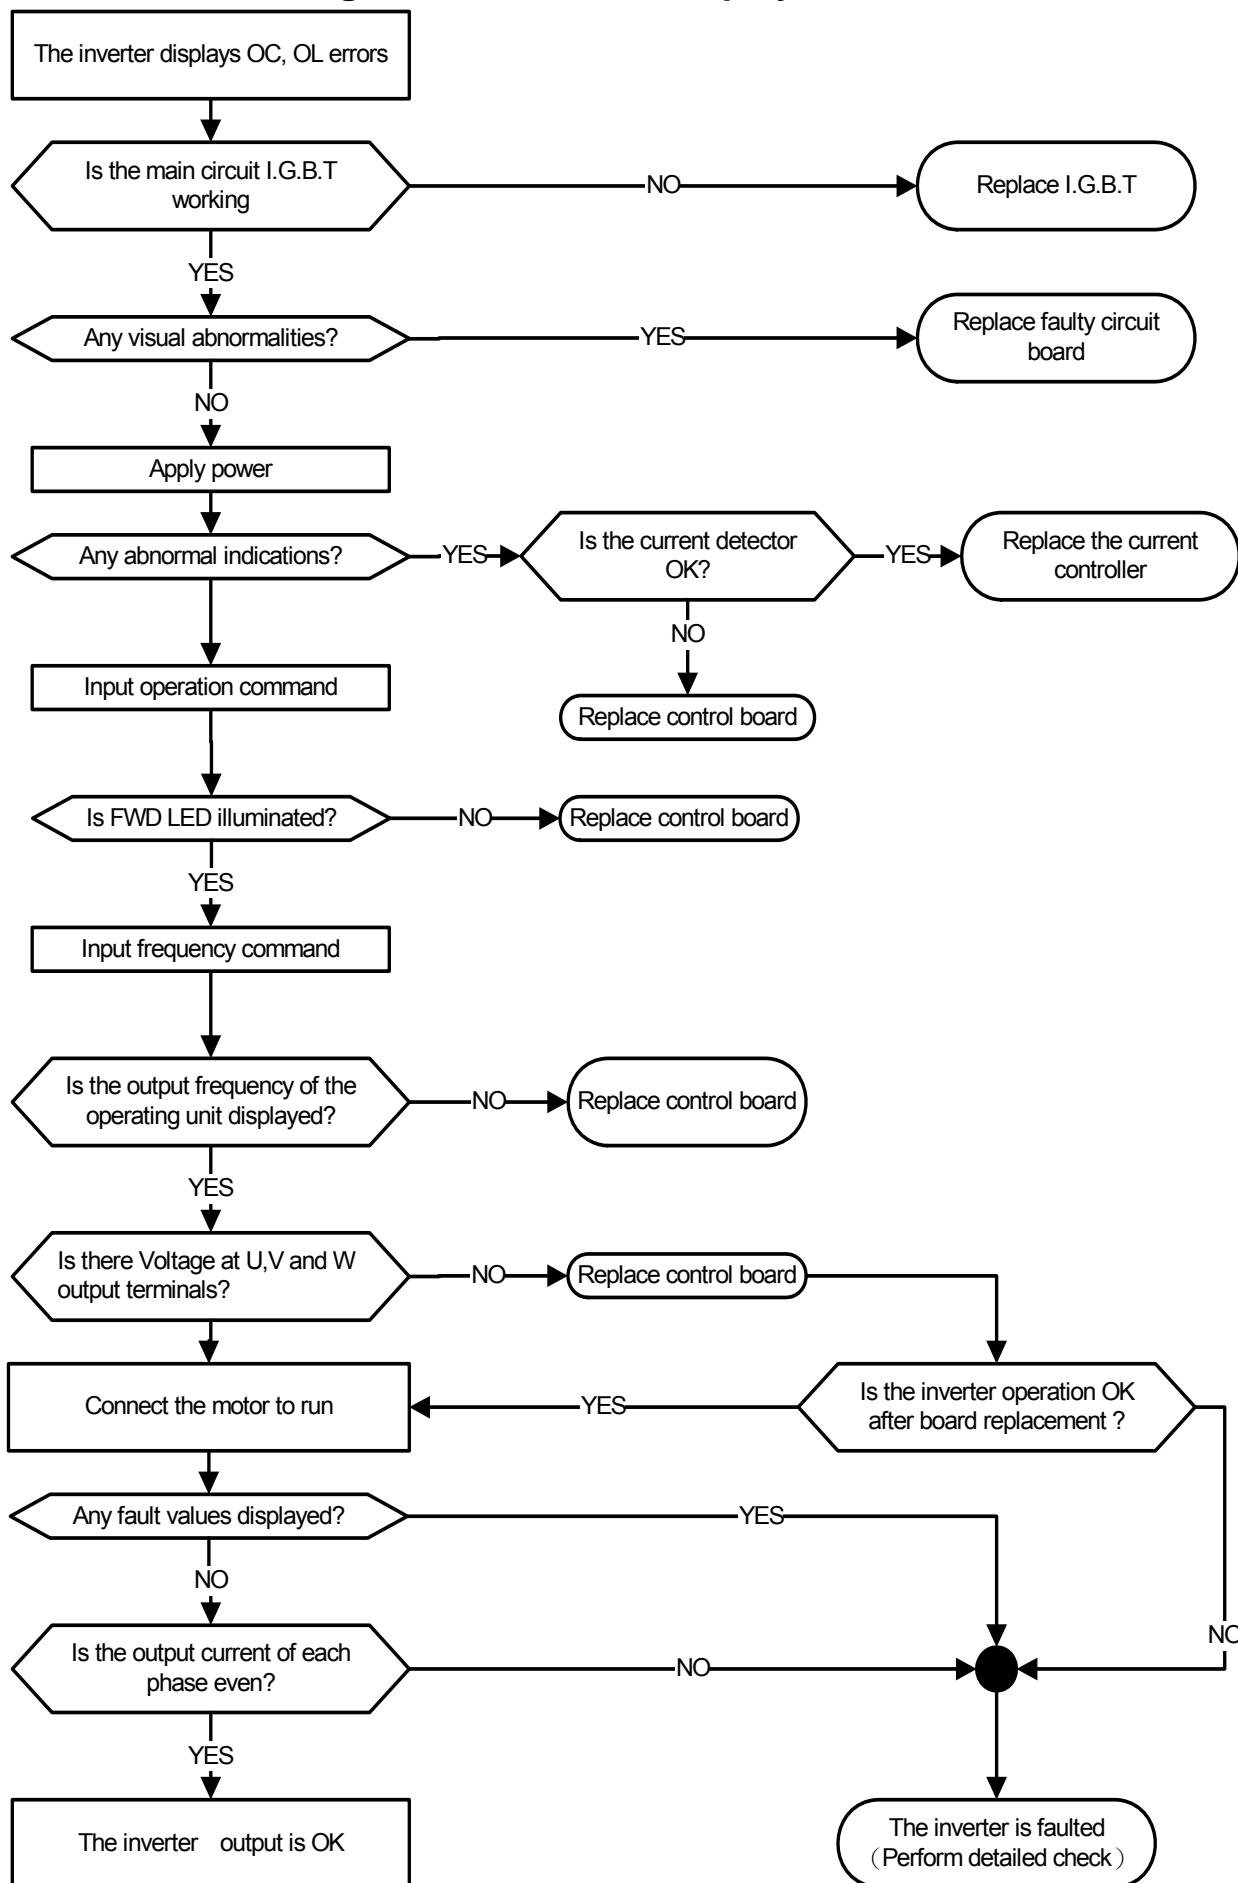 The inverter displays OC, OL errors
Is the main circuit I.G.B.T
working
NO
Replace I.G.B.T
YES
Any visual abnormalities?
YES
Replace faulty circuit
board
NO
Apply power
Any abnormal indications?
YES
Is the current detector
OK?
YES
Replace the current
controller
NO
Input operation command
Replace control board
Is FWD LED illuminated?
NO
Replace control board
YES
Input frequency command
Is the output frequency of the
operating unit displayed?
NO
Replace control board
YES
Is there Voltage at U,V and W
output terminals?
NO
Replace control board
Connect the motor to run
YES
Is the inverter operation OK
after board replacement ?
Any fault values displayed?
YES
NO
NO
Is the output current of each
phase even?
NO
YES
The inverter output is OK
The inverter is faulted
（Perform detailed check）